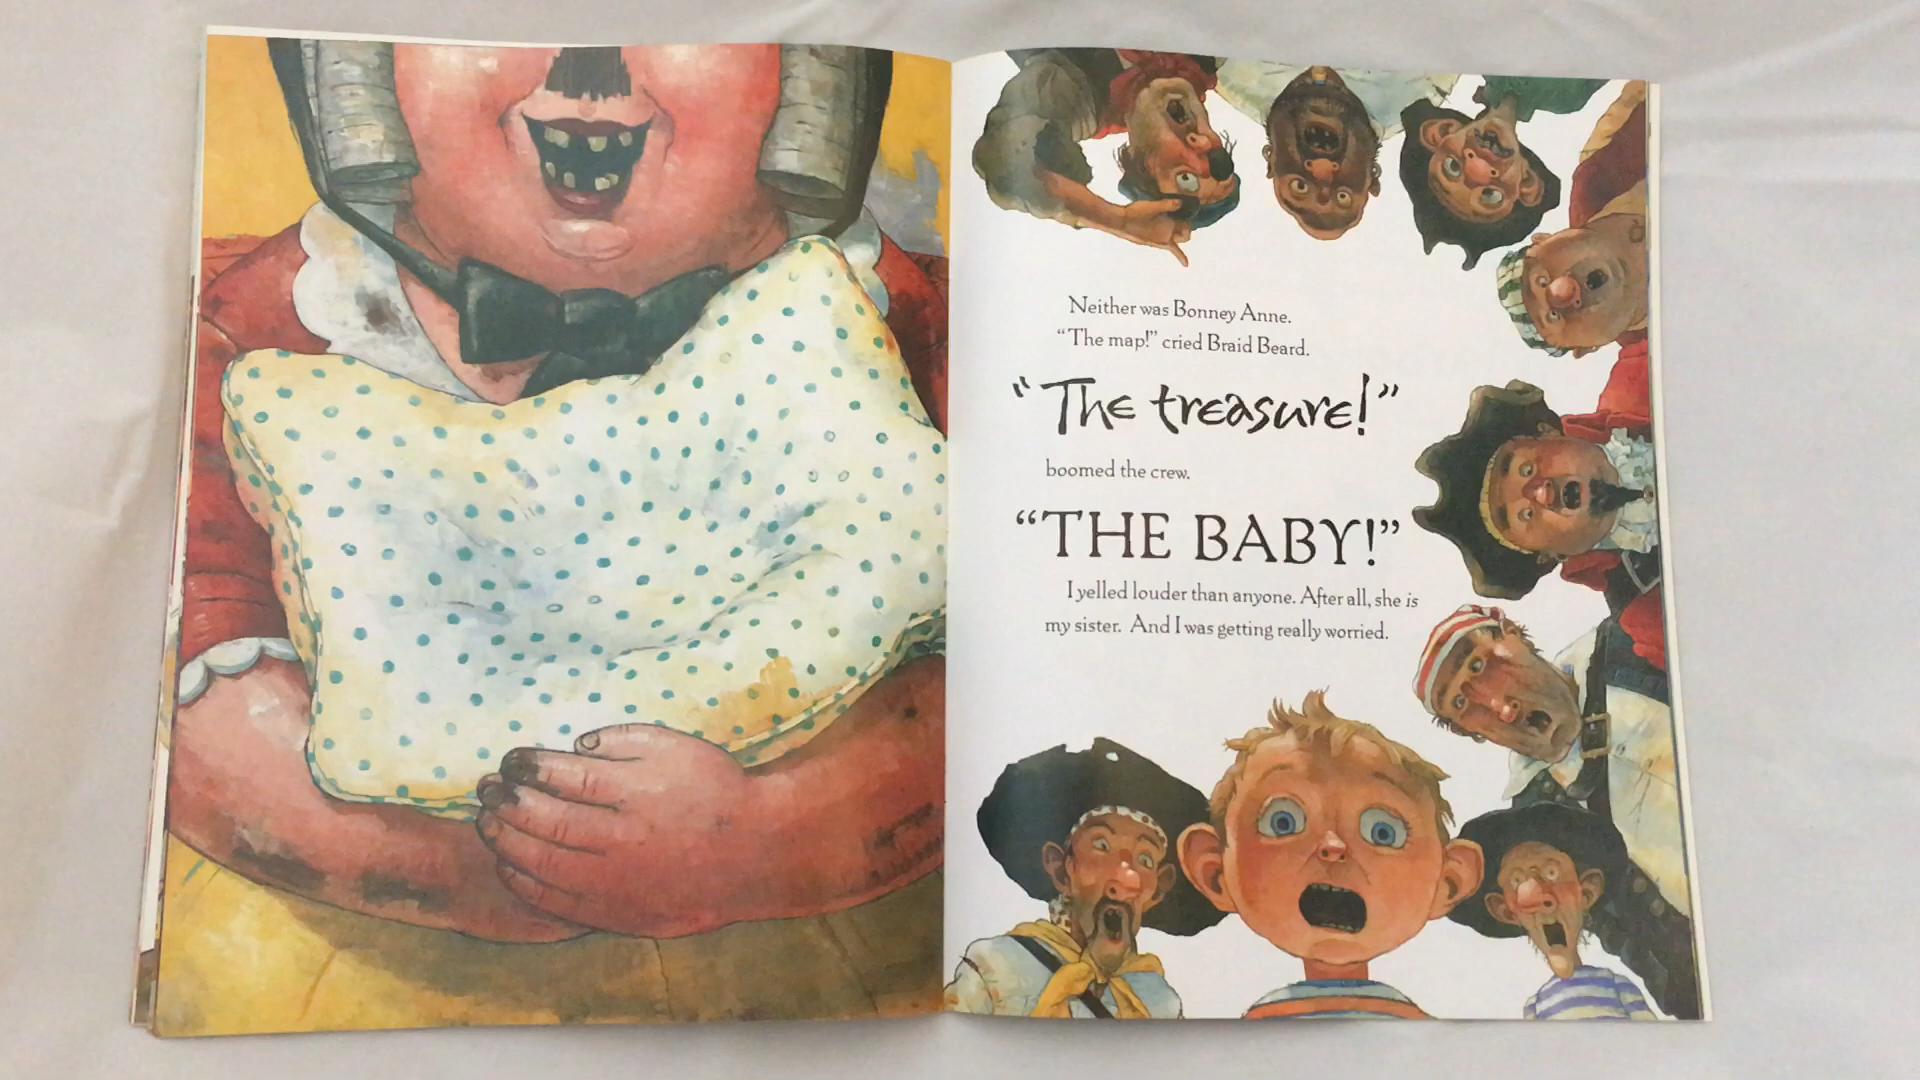 Neither was Bonney Anne.
“The map!” cried Braid Beard.
“The treasure!”
boomed the crew.
“THE BABY!”
I yelled louder than anyone. After all, she is
my sister. And I was getting really worried.